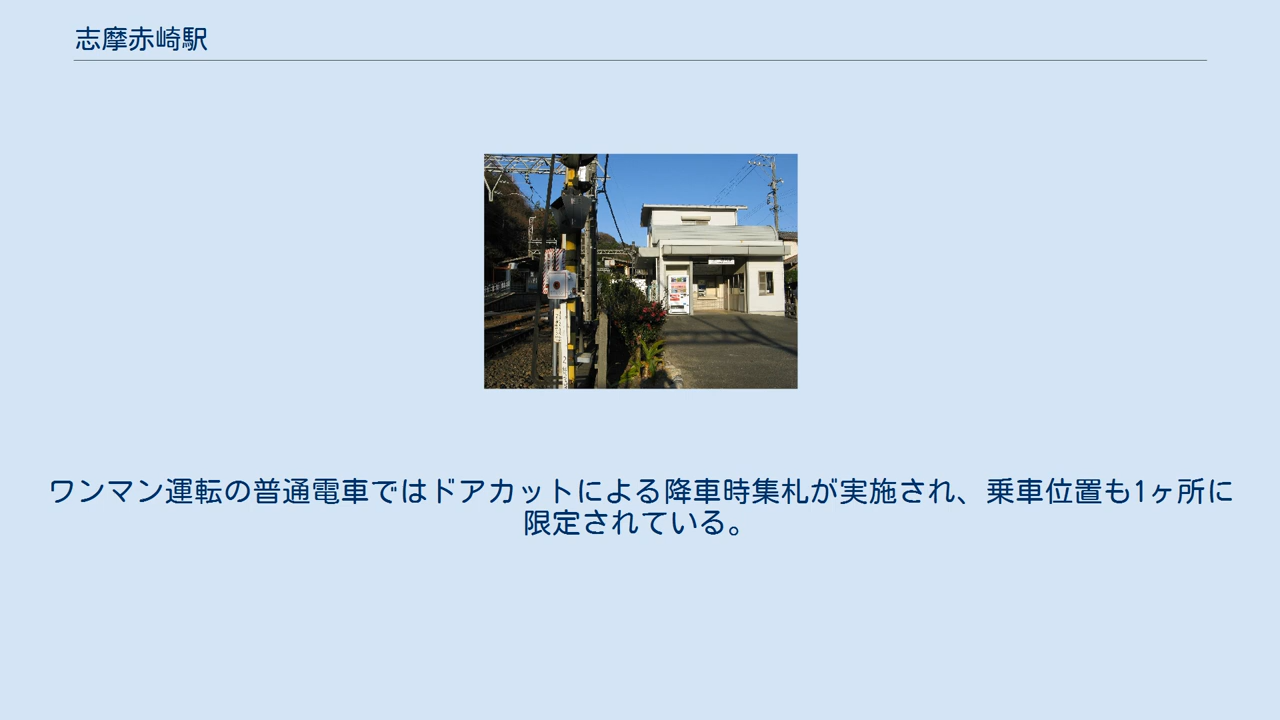 志摩赤崎駅
ワンマン運転の普通電車ではドアカットによる降車時集札が実施され、乗車位置も1ヶ所に
限定されている。